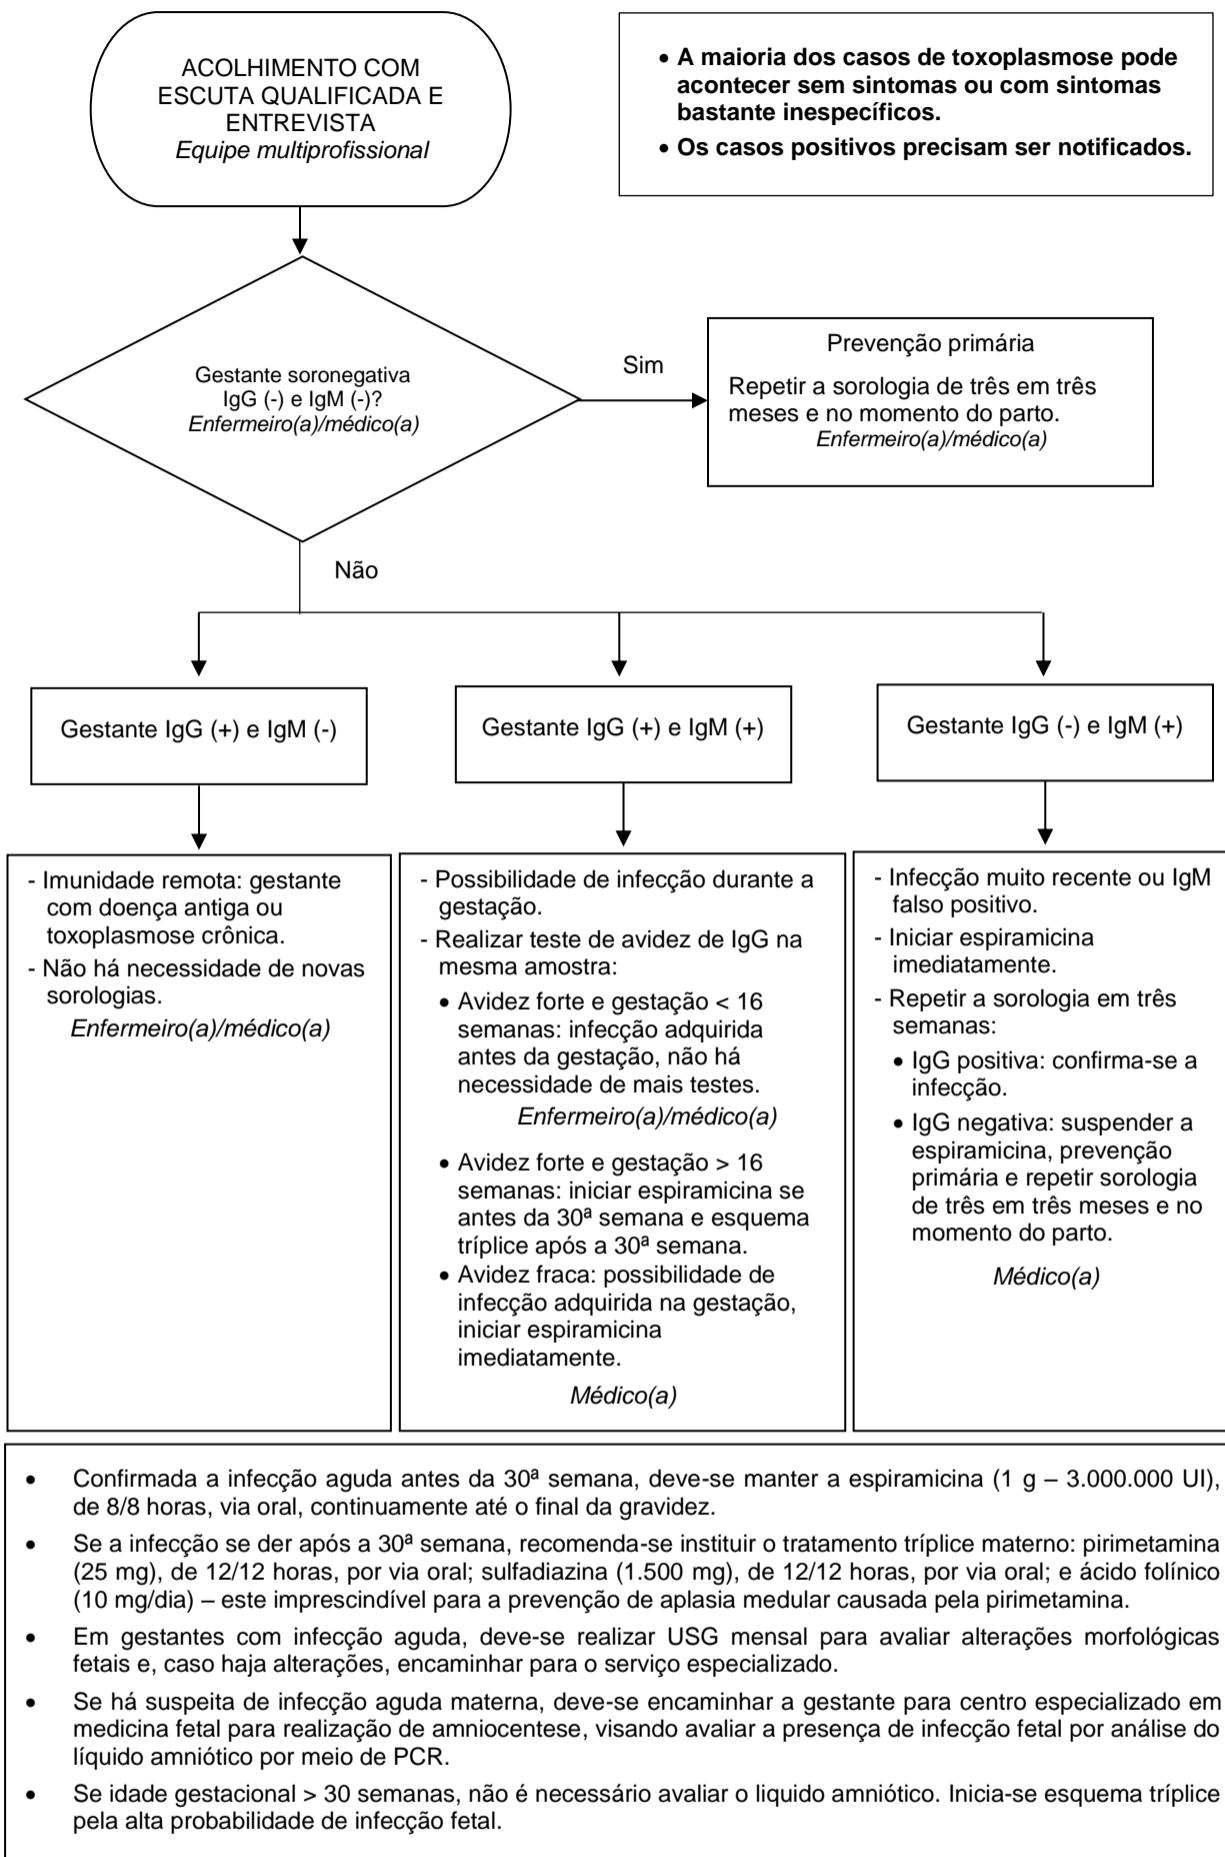 ACOLHIMENTO COM
ESCUTA QUALIFICADA E
ENTREVISTA
Equipe multiprofissional
• A maioria dos casos de toxoplasmose pode
acontecer sem sintomas ou com sintomas
bastante inespecíficos.
• Os casos positivos precisam ser notificados.
Gestante soronegativa
IgG (-) e IgM (-)?
Enfermeiro(a)/médico(a)
Sim
Prevenção primária
Repetir a sorologia de três em três
meses e no momento do parto.
Enfermeiro(a)/médico(a)
Não
Gestante IgG (+) e IgM (-)
Gestante IgG (+) e IgM (+)
Gestante IgG (-) e IgM (+)
- Imunidade remota: gestante
com doença antiga ou
toxoplasmose crônica.
- Não há necessidade de novas
sorologias.
Enfermeiro(a)/médico(a)
- Possibilidade de infecção durante a
gestação.
- Realizar teste de avidez de IgG na
mesma amostra:
• Avidez forte e gestação < 16
semanas: infecção adquirida
antes da gestação, não há
necessidade de mais testes.
Enfermeiro(a)/médico(a)
• Avidez forte e gestação > 16
semanas: iniciar espiramicina se
antes da 30ª semana e esquema
tríplice após a 30ª semana.
• Avidez fraca: possibilidade de
infecção adquirida na gestação,
iniciar espiramicina
imediatamente.
Médico(a)
- Infecção muito recente ou IgM
falso positivo.
- Iniciar espiramicina
imediatamente.
- Repetir a sorologia em três
semanas:
• IgG positiva: confirma-se a
infecção.
• IgG negativa: suspender a
espiramicina, prevenção
primária e repetir sorologia
de três em três meses e no
momento do parto.
Médico(a)
• Confirmada a infecção aguda antes da 30ª semana, deve-se manter a espiramicina (1 g – 3.000.000 UI),
de 8/8 horas, via oral, continuamente até o final da gravidez.
• Se a infecção se der após a 30ª semana, recomenda-se instituir o tratamento tríplice materno: pirimetamina
(25 mg), de 12/12 horas, por via oral; sulfadiazina (1.500 mg), de 12/12 horas, por via oral; e ácido folínico
(10 mg/dia) – este imprescindível para a prevenção de aplasia medular causada pela pirimetamina.
• Em gestantes com infecção aguda, deve-se realizar USG mensal para avaliar alterações morfológicas
fetais e, caso haja alterações, encaminhar para o serviço especializado.
• Se há suspeita de infecção aguda materna, deve-se encaminhar a gestante para centro especializado em
medicina fetal para realização de amniocentese, visando avaliar a presença de infecção fetal por análise do
líquido amniótico por meio de PCR.
• Se idade gestacional > 30 semanas, não é necessário avaliar o liquido amniótico. Inicia-se esquema tríplice
pela alta probabilidade de infecção fetal.